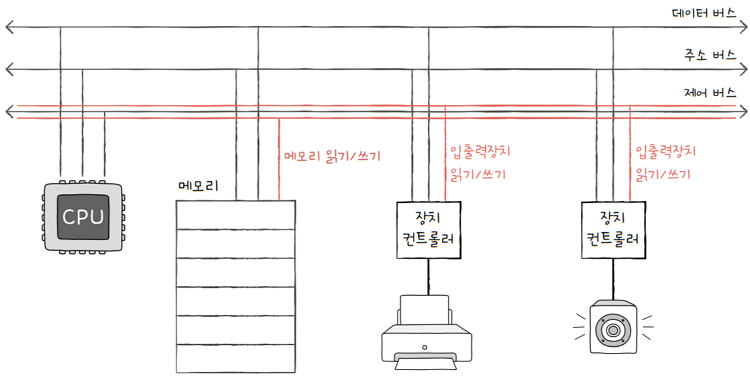 데이터 버스
주소 버스
제어 버스
메모리 읽기/쓰기
입출력장치
읽기/쓰기
입출력장치
읽기/쓰기
메모리
CPU
장치
컨트롤러
장치
컨트롤러